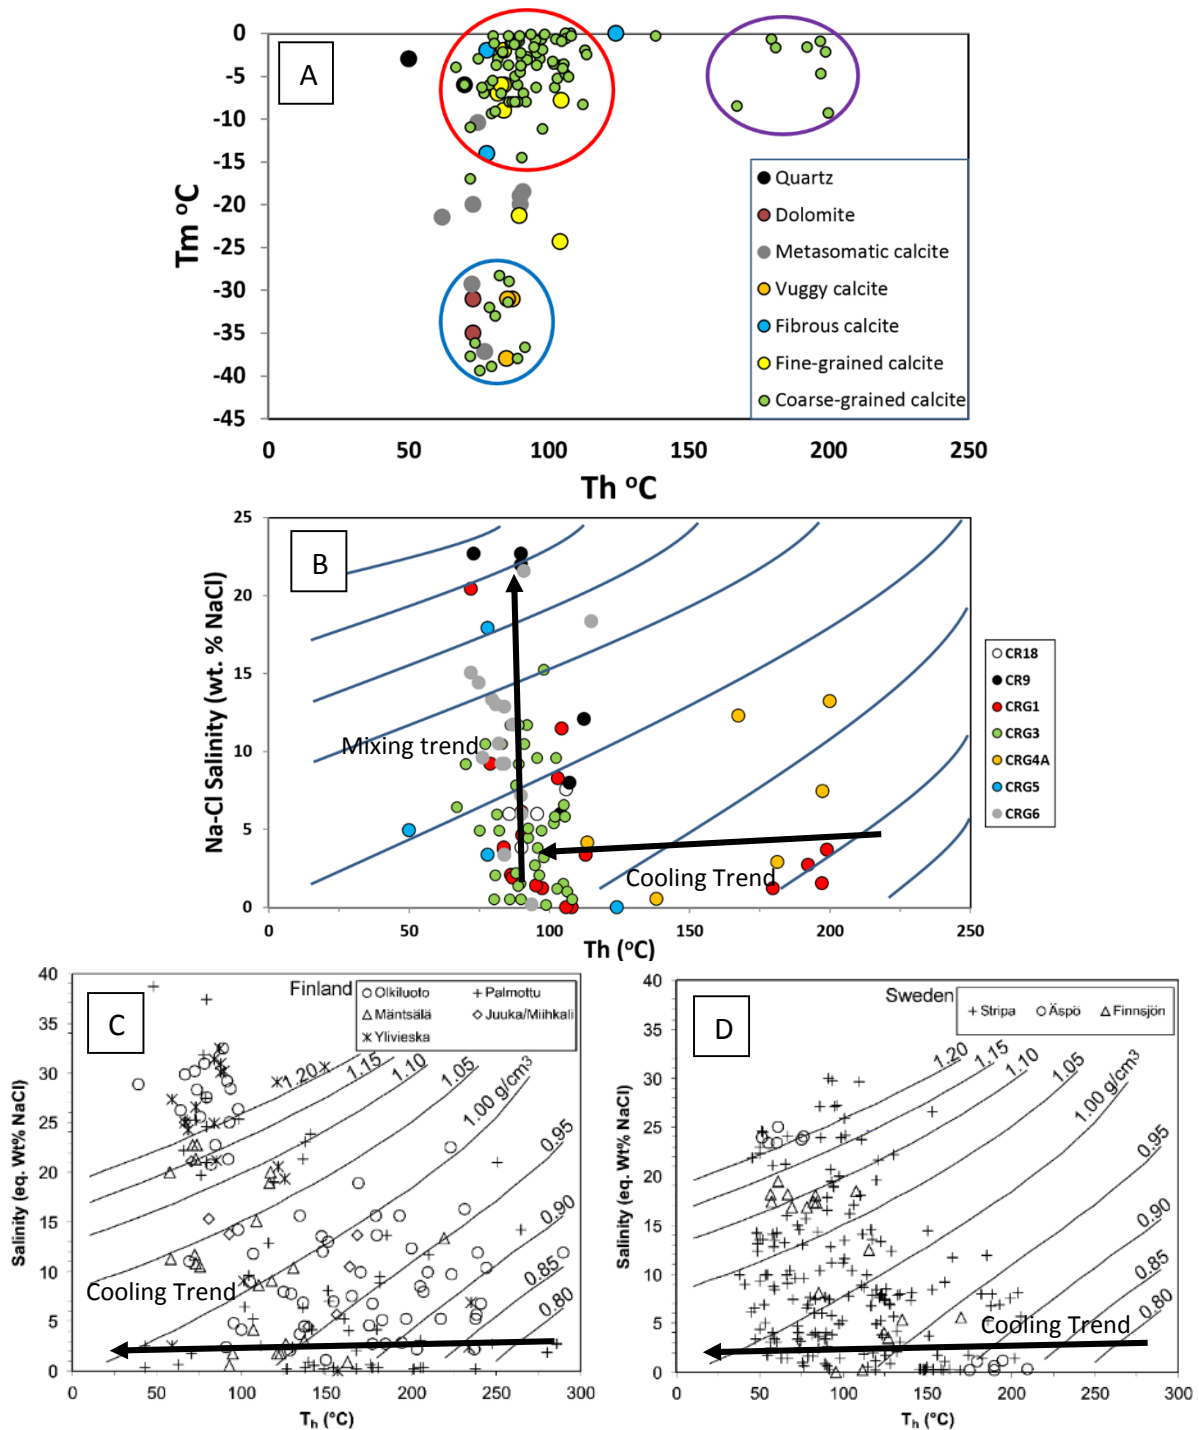 A
Tm ᵒC
0
-5
-10
-15
-20
-25
-30
-35
-40
-45
0 50 100 150 200 250
Th ᵒC
Quartz
Dolomite
Metasomatic calcite
Vuggy calcite
Fibrous calcite
Fine-grained calcite
Coarse-grained calcite
B
Na-Cl Salinity (wt. % NaCl)
25
20
15
10
5
0
0 50 100 150 200 250
Th (ᵒC)
Mixing trend
Cooling Trend
CR18
CR9
CRG1
CRG3
CRG4A
CRG5
CRG6
C
Finland
Olkiluoto Palmottu
Mäntsälä Juuka/Miihkali
Ylivieska
Salinity (eq. Wt% NaCl)
40
35
30
25
20
15
10
5
0
1.20 1.15 1.10 1.05 1.00 g/cm³ 0.95 0.90 0.85 0.80
Cooling Trend
0 50 100 150 200 250 300
Tₕ (°C)
D
Sweden
Stripa Äspö Finnsjön
Salinity (eq. Wt% NaCl)
40
35
30
25
20
15
10
5
0
1.20 1.15 1.10 1.05 1.00 g/cm³ 0.95 0.90 0.85 0.80
Cooling Trend
0 50 100 150 200 250 300
Tₕ (°C)